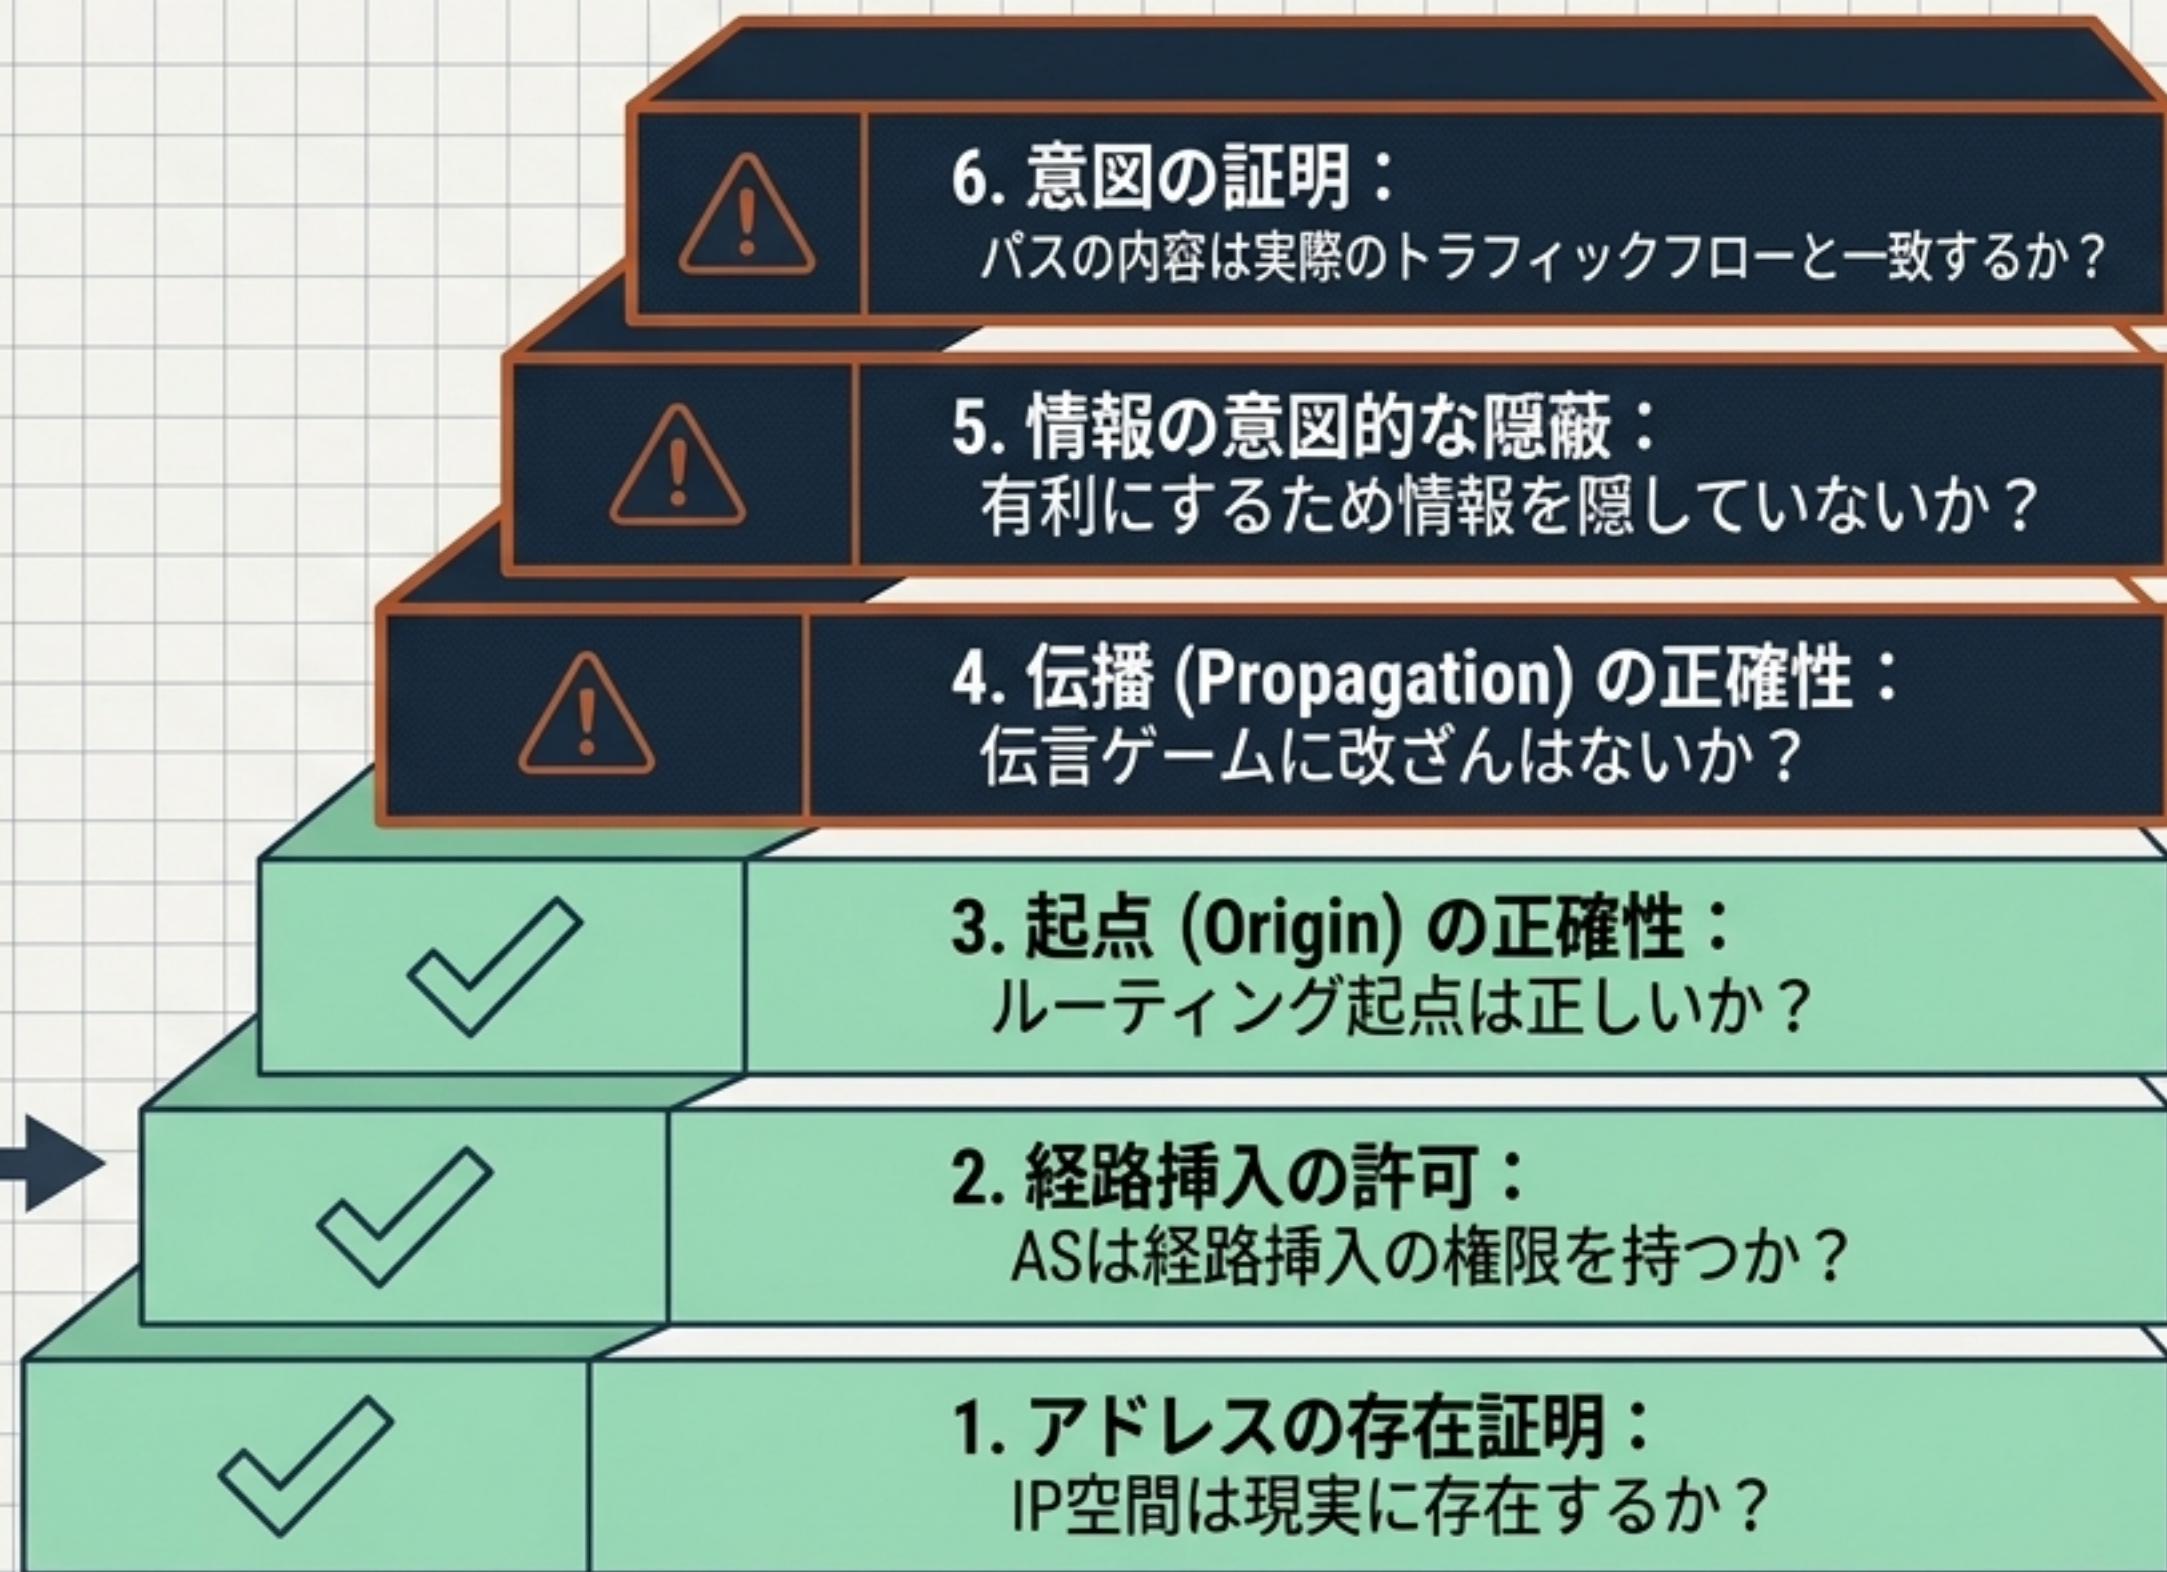 6. 意図の証明：
パスの内容は実際のトラフィックフローと一致するか？
5. 情報の意図的な隠蔽：
有利にするため情報を隠していないか？
4. 伝播 (Propagation) の正確性：
伝言ゲームに改ざんはないか？
3. 起点 (Origin) の正確性：
ルーティング起点は正しいか？
2. 経路挿入の許可：
ASは経路挿入の権限を持つか？
1. アドレスの存在証明：
IP空間は現実に存在するか？